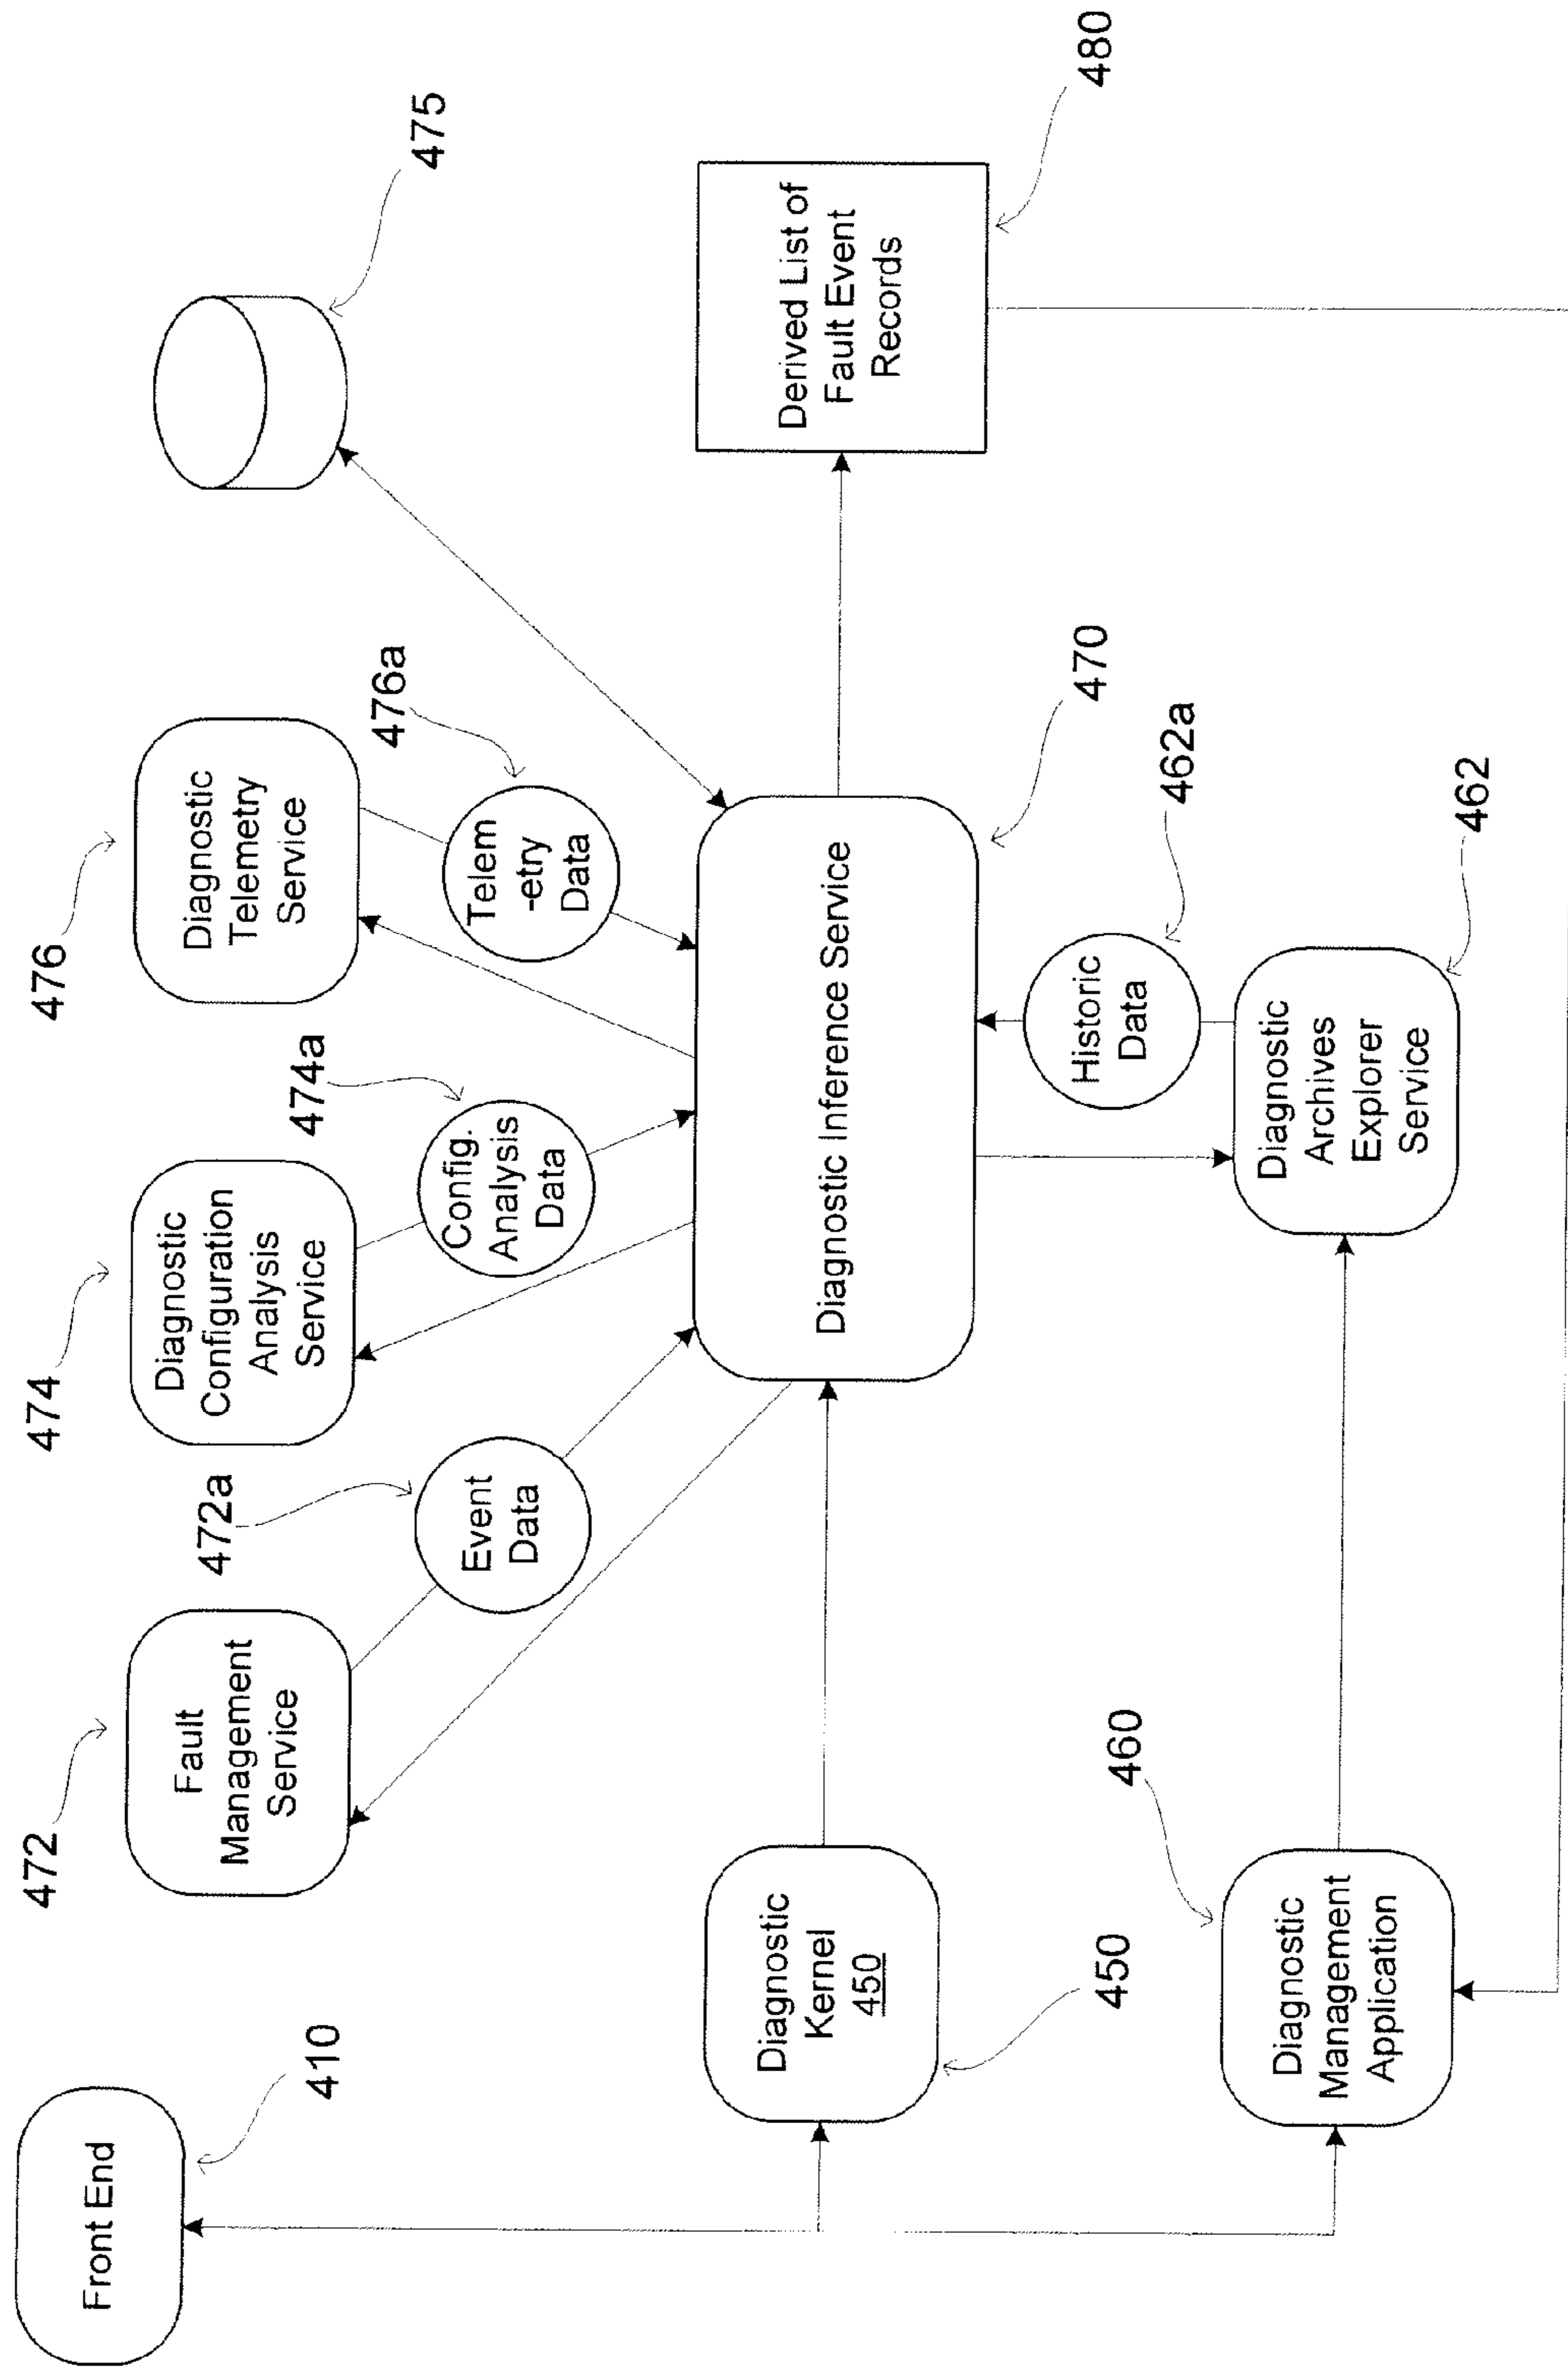 Front End
410
472
Fault
Management
Service
472a
Event
Data
474
Diagnostic
Configuration
Analysis
Service
474a
Config.
Analysis
Data
476
Diagnostic
Telemetry
Service
476a
Telem
-etry
Data
475
Diagnostic
Kernel
450
450
Diagnostic Inference Service
470
Derived List of
Fault Event
Records
480
Historic
Data
462a
460
Diagnostic
Management
Application
Diagnostic
Archives
Explorer
Service
462